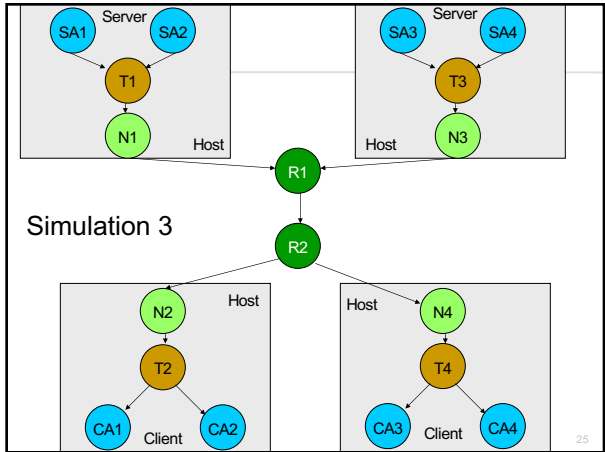 Server
SA1 SA2
T1
N1
Host
Server
SA3 SA4
T3
N3
Host
R1
Simulation 3
R2
N2
Host
T2
CA1 CA2
Client
Host
N4
T4
CA3 CA4
Client
25